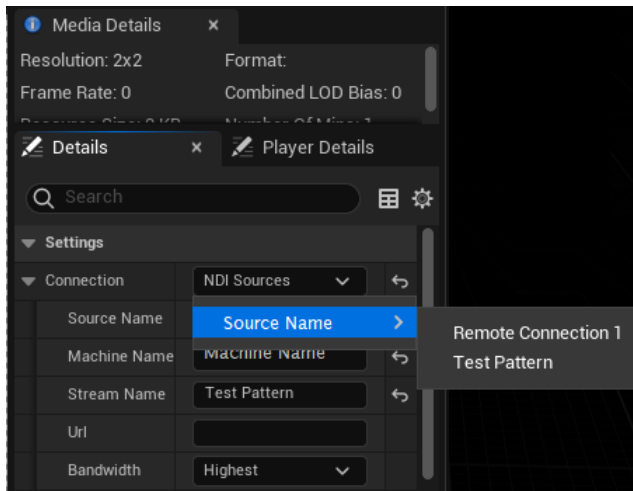 Media Details
Resolution: 2x2 Format:
Frame Rate: 0 Combined LOD Bias: 0
Details Player Details
Search
Settings
Connection NDI Sources
Source Name Source Name
Remote Connection 1
Machine Name Machine Name
Test Pattern
Stream Name Test Pattern
Url
Bandwidth Highest